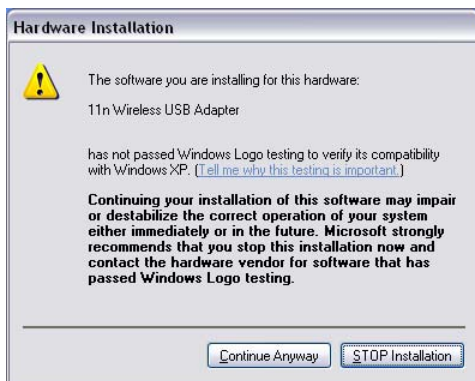 Hardware Installation
The software you are installing for this hardware:
11n Wireless USB Adapter
has not passed Windows Logo testing to verify its compatibility
with Windows XP. (Tell me why this testing is important.)
Continuing your installation of this software may impair
or destabilize the correct operation of your system
either immediately or in the future. Microsoft strongly
recommends that you stop this installation now and
contact the hardware vendor for software that has
passed Windows Logo testing.
Continue Anyway STOP Installation